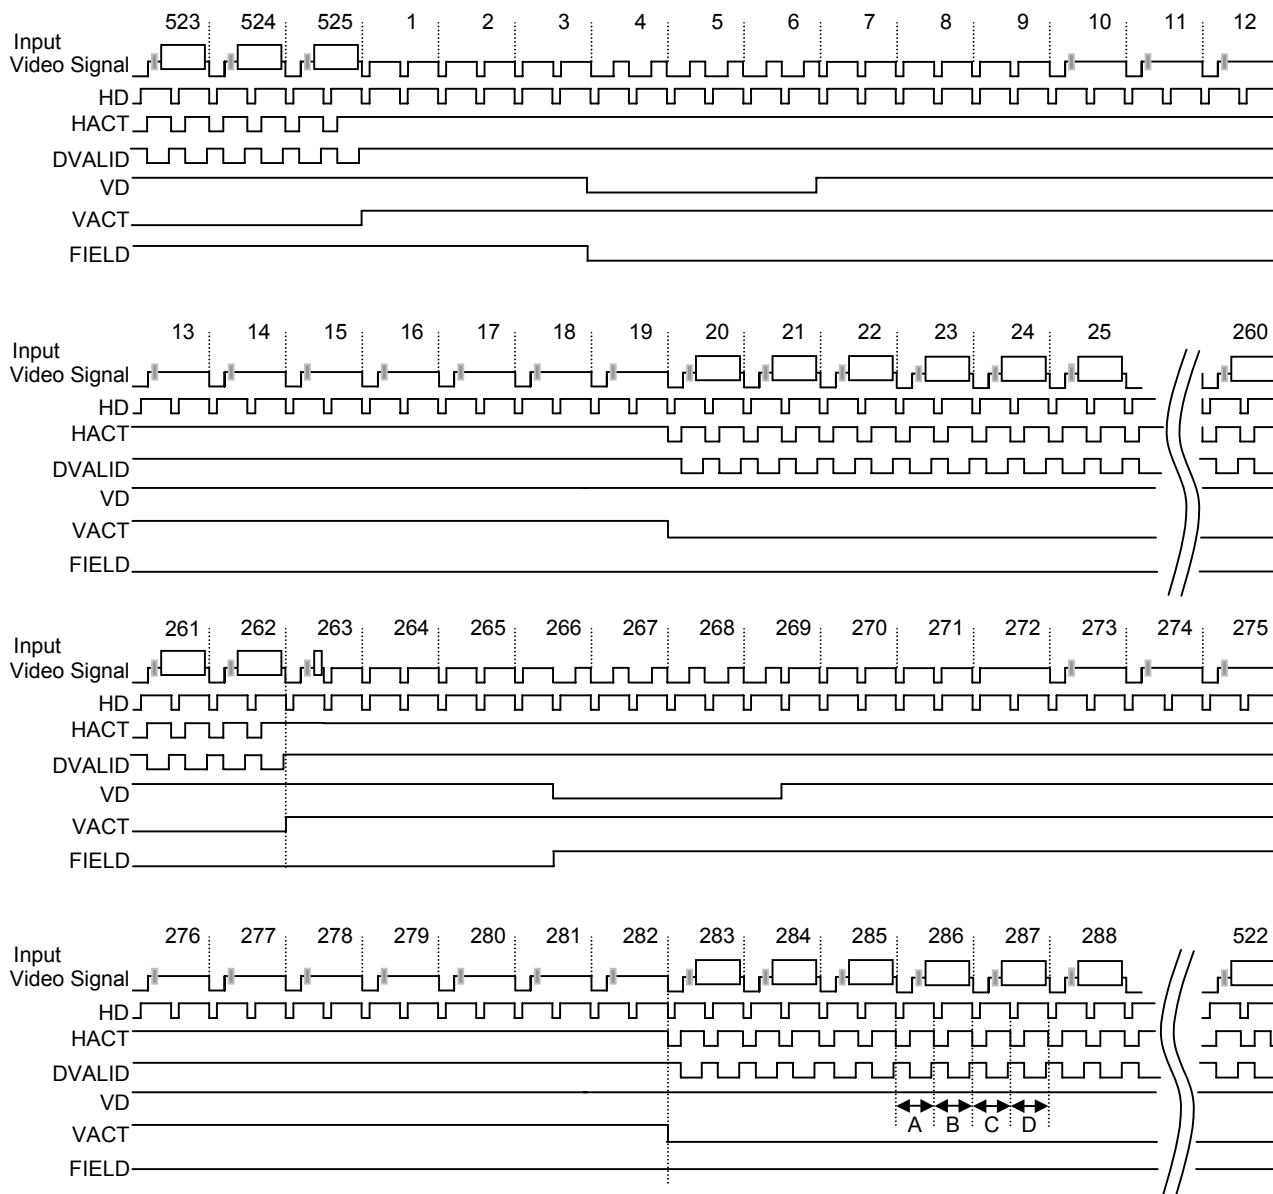 523 524 525 1 2 3 4 5 6 7 8 9 10 11 12
Input
Video Signal
HD
HACT
DVALID
VD
VACT
FIELD
13 14 15 16 17 18 19 20 21 22 23 24 25 260
Input
Video Signal
HD
HACT
DVALID
VD
VACT
FIELD
261 262 263 264 265 266 267 268 269 270 271 272 273 274 275
Input
Video Signal
HD
HACT
DVALID
VD
VACT
FIELD
276 277 278 279 280 281 282 283 284 285 286 287 288 522
Input
Video Signal
HD
HACT
DVALID
VD
A B C D
VACT
FIELD